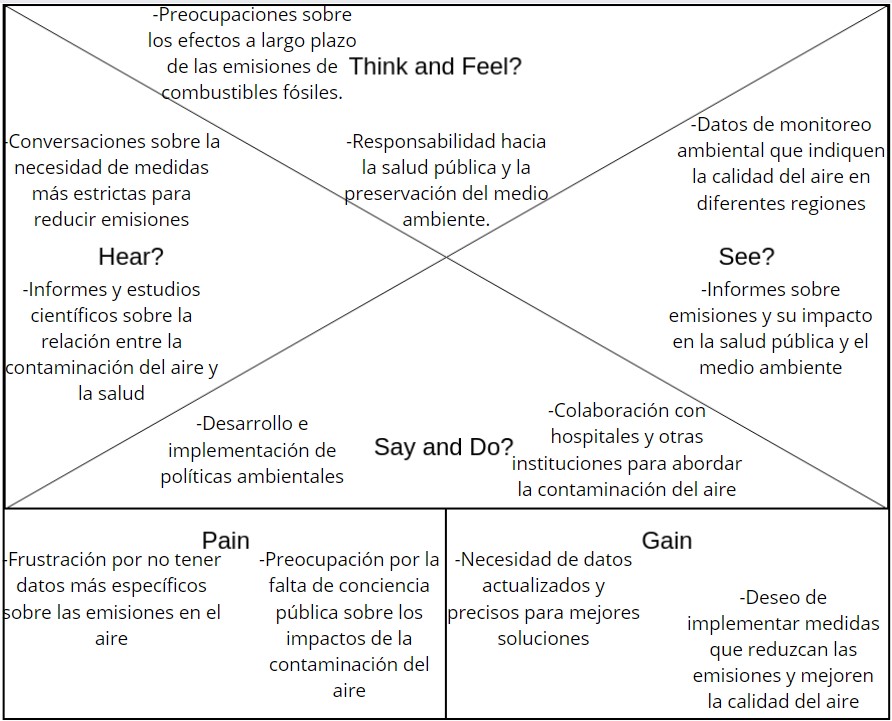 -Preocupaciones sobre
los efectos a largo plazo
de las emisiones de
combustibles fósiles.
Think and Feel?
-Responsabilidad hacia
la salud pública y la
preservación del medio
ambiente.
-Conversaciones sobre la
necesidad de medidas
más estrictas para
reducir emisiones
Hear?
-Informes y estudios
científicos sobre la
relación entre la
contaminación del aire y
la salud
-Datos de monitoreo
ambiental que indiquen
la calidad del aire en
diferentes regiones
See?
-Informes sobre
emisiones y su impacto
en la salud pública y el
medio ambiente
-Desarrollo e
implementación de
políticas ambientales
Say and Do?
-Colaboración con
hospitales y otras
instituciones para abordar
la contaminación del aire
Pain
-Frustración por no tener
datos más específicos
sobre las emisiones en el
aire
-Preocupación por la
falta de conciencia
pública sobre los
impactos de la
contaminación del
aire
Gain
-Necesidad de datos
actualizados y
precisos para mejores
soluciones
-Deseo de
implementar medidas
que reduzcan las
emisiones y mejoren
la calidad del aire